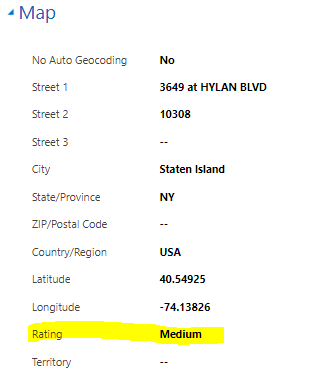 Map
No Auto Geocoding No
Street 1 3649 at HYLAN BLVD
Street 2 10308
Street 3 --
City Staten Island
State/Province NY
ZIP/Postal Code --
Country/Region USA
Latitude 40.54925
Longitude -74.13826
Rating Medium
Territory --